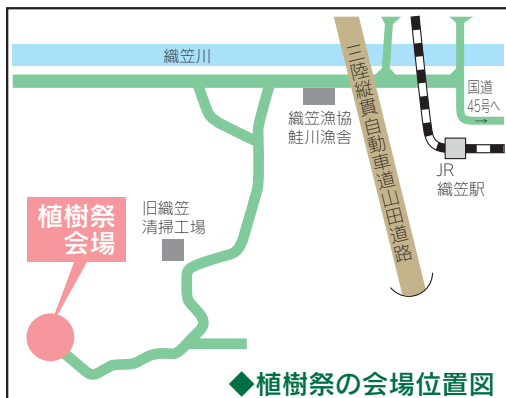 織笠川
国道
45号へ
→
三陸縦貫自動車道山田道路
織笠漁協
鮭川漁舎
JR
織笠駅
旧織笠
清掃工場
植樹祭
会場
◆植樹祭の会場位置図